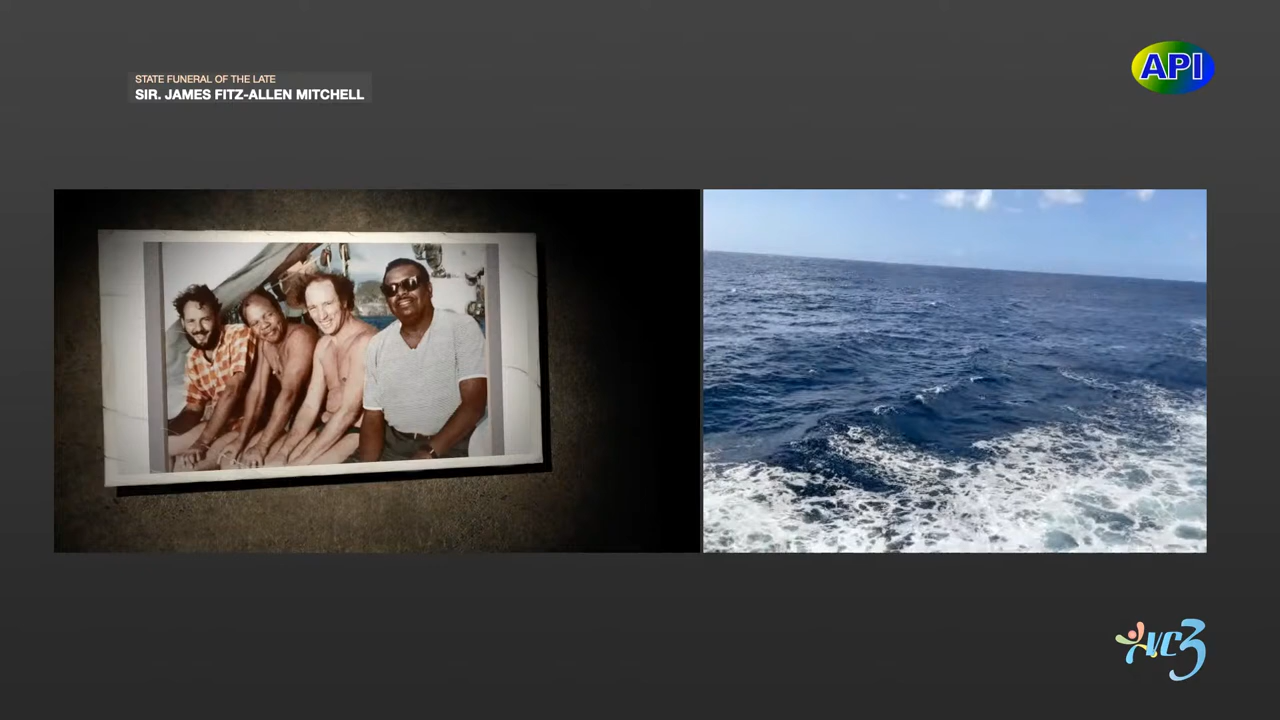 STATE FUNERAL OF THE LATE
SIR. JAMES FITZ-ALLEN MITCHELL
API
VC3